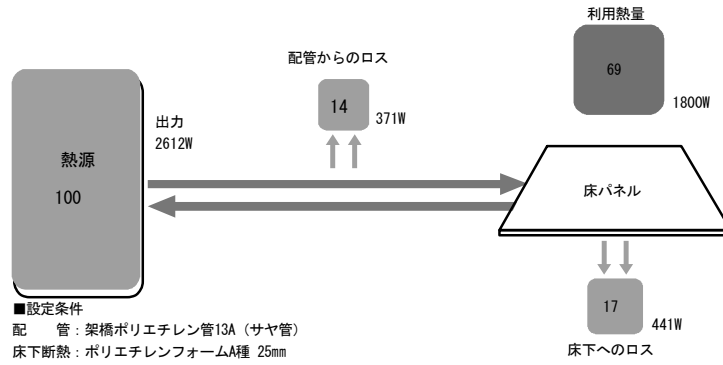 利用熱量
69
1800W
配管からのロス
14
371W
出力
2612W
熱源
100
床パネル
17
441W
床下へのロス
■設定条件
配　　管：架橋ポリエチレン管13A（サヤ管）
床下断熱：ポリエチレンフォームA種 25mm